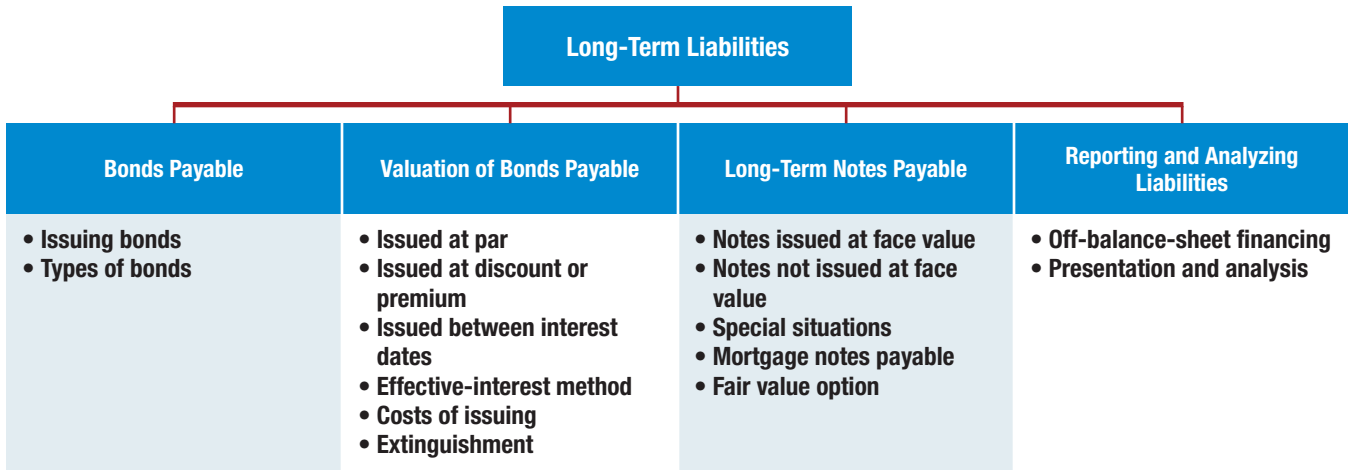 Long-Term Liabilities
Bonds Payable
• Issuing bonds
• Types of bonds
Valuation of Bonds Payable
• Issued at par
• Issued at discount or
premium
• Issued between interest
dates
• Effective-interest method
• Costs of issuing
• Extinguishment
Long-Term Notes Payable
• Notes issued at face value
• Notes not issued at face
value
• Special situations
• Mortgage notes payable
• Fair value option
Reporting and Analyzing
Liabilities
• Off-balance-sheet financing
• Presentation and analysis